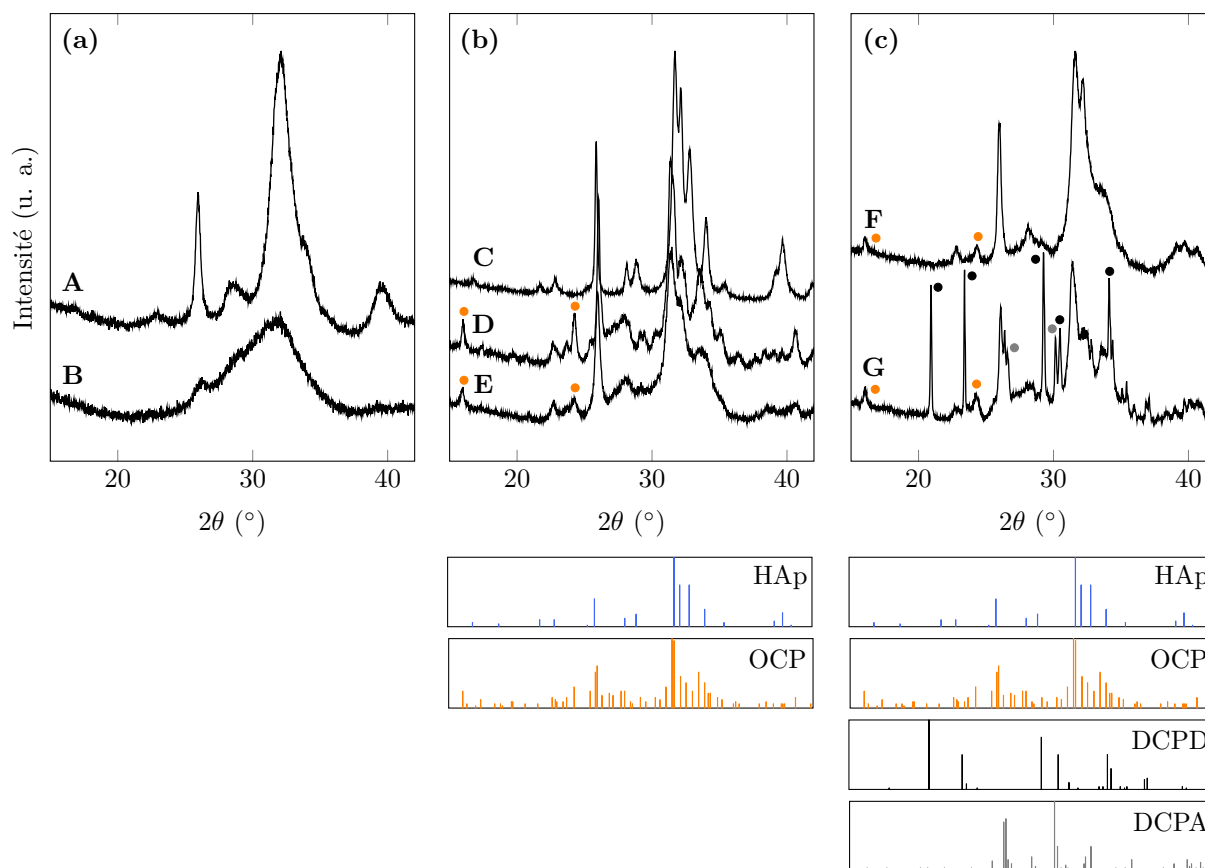 (a)
(b)
(c)
Intensité (u. a.)
A
B
C
D
E
F
G
20
30
40
20
30
40
20
30
40
2θ (°)
2θ (°)
2θ (°)
HAp
HAp
OCP
OCP
DCPD
DCPA